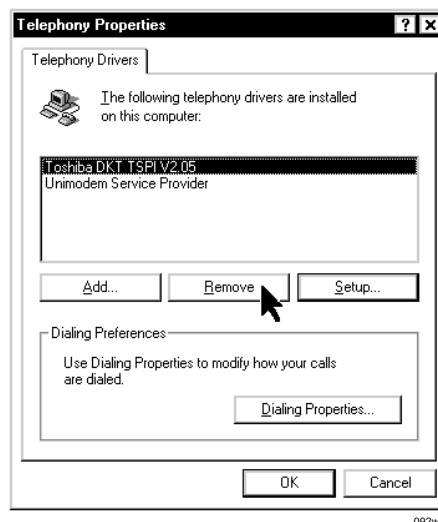 Telephony Properties
? X
Telephony Drivers
The following telephony drivers are installed
on this computer:
Toshiba DKT TSPI V2.05
Unimodem Service Provider
Add... Remove Setup...
Dialing Preferences
Use Dialing Properties to modify how your calls
are dialed.
Dialing Properties...
OK Cancel